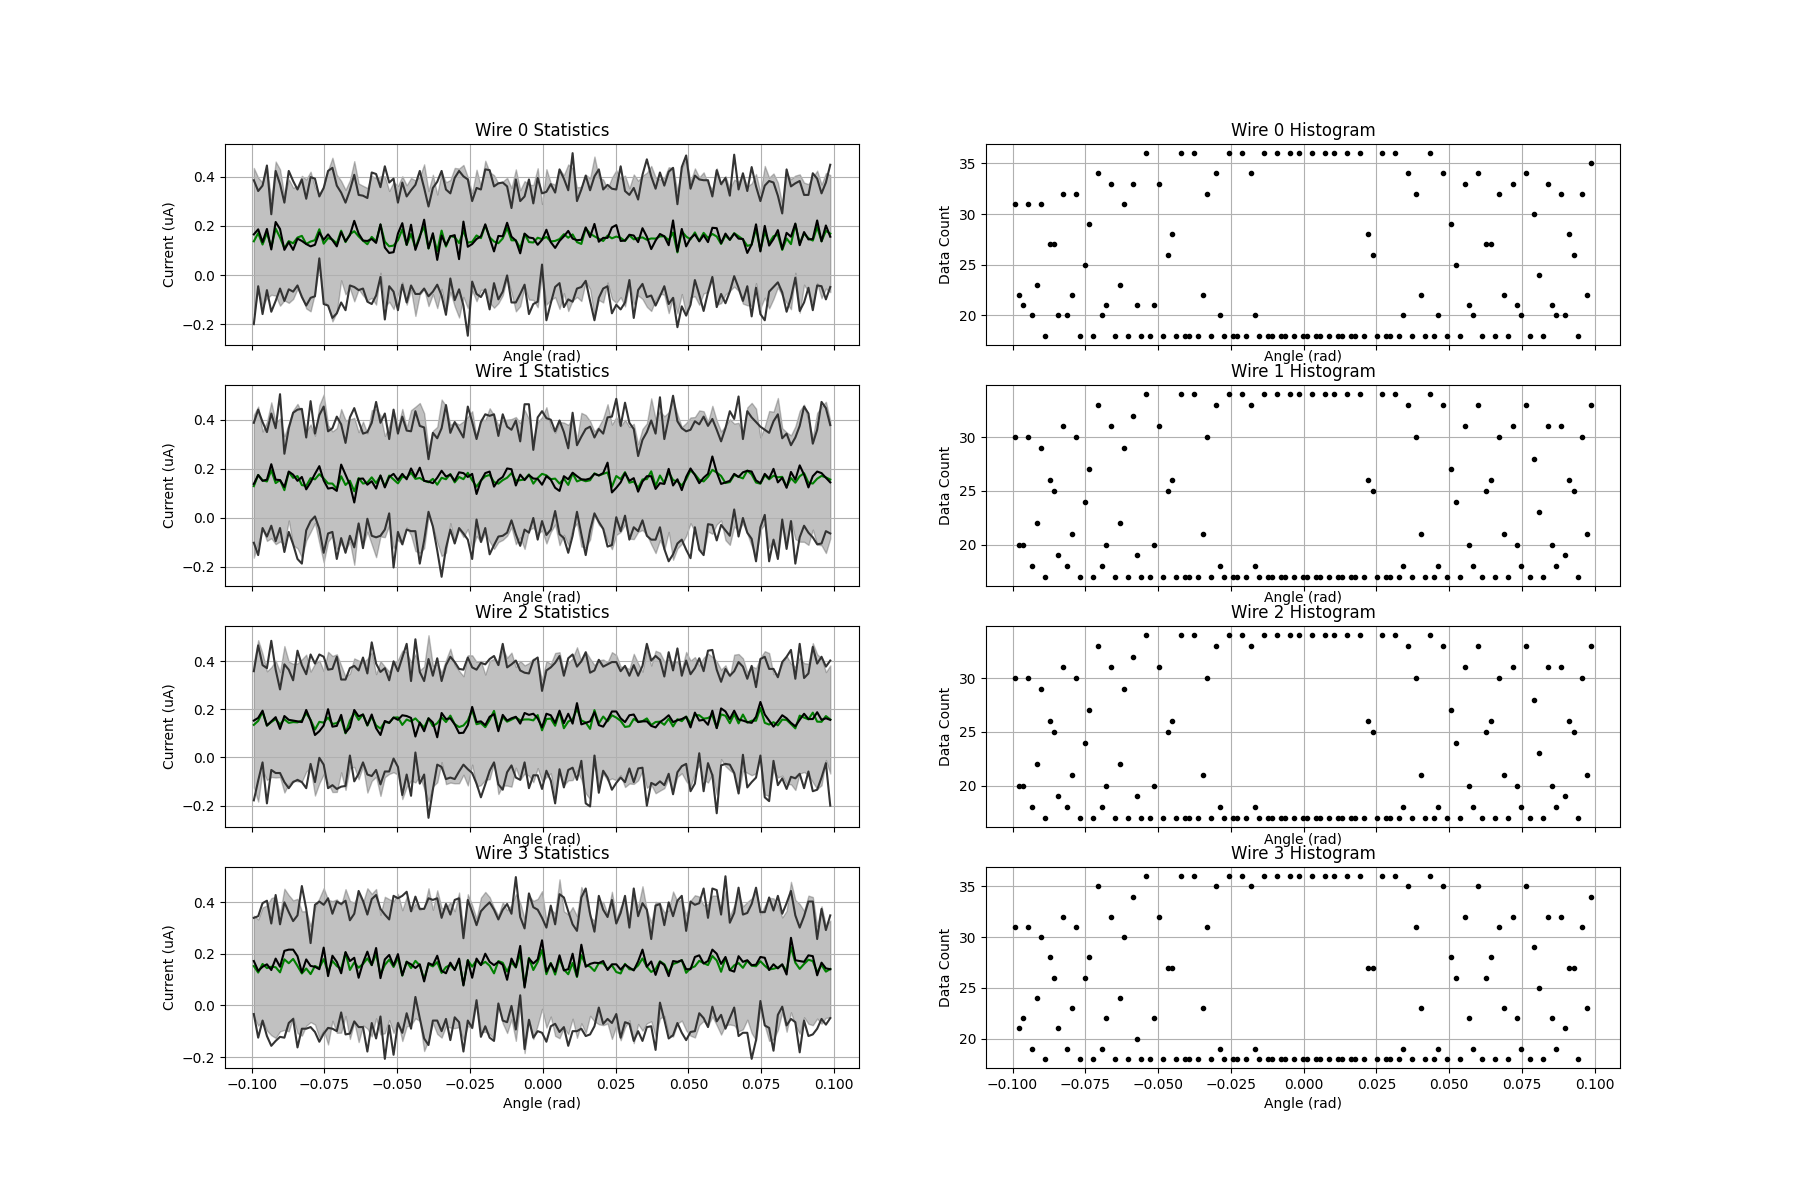 Wire 0 Statistics
Current (uA)
0.4
0.2
0.0
−0.2
Angle (rad)
Wire 0 Histogram
Data Count
35
30
25
20
Angle (rad)
Wire 1 Statistics
Current (uA)
0.4
0.2
0.0
−0.2
Angle (rad)
Wire 1 Histogram
Data Count
30
25
20
Angle (rad)
Wire 2 Statistics
Current (uA)
0.4
0.2
0.0
−0.2
Angle (rad)
Wire 2 Histogram
Data Count
30
25
20
Angle (rad)
Wire 3 Statistics
Current (uA)
0.4
0.2
0.0
−0.2
−0.100 −0.075 −0.050 −0.025 0.000 0.025 0.050 0.075 0.100
Angle (rad)
Wire 3 Histogram
Data Count
35
30
25
20
−0.100 −0.075 −0.050 −0.025 0.000 0.025 0.050 0.075 0.100
Angle (rad)